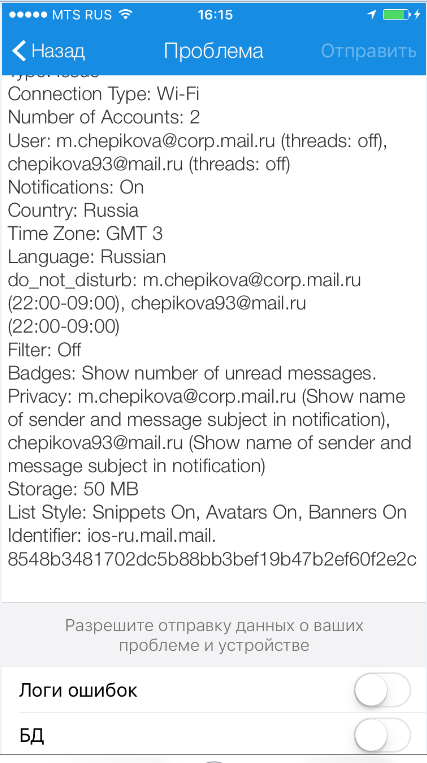 MTS RUS 16:15
Назад Проблема Отправить
Type: Issue
Connection Type: Wi-Fi
Number of Accounts: 2
User: m.chepikova@corp.mail.ru (threads: off),
chepikova93@mail.ru (threads: off)
Notifications: On
Country: Russia
Time Zone: GMT 3
Language: Russian
do_not_disturb: m.chepikova@corp.mail.ru
(22:00-09:00), chepikova93@mail.ru
(22:00-09:00)
Filter: Off
Badges: Show number of unread messages.
Privacy: m.chepikova@corp.mail.ru (Show name
of sender and message subject in notification),
chepikova93@mail.ru (Show name of sender and
message subject in notification)
Storage: 50 MB
List Style: Snippets On, Avatars On, Banners On
Identifier: ios-ru.mail.mail.
8548b3481702dc5b88bb3bef19b47b2ef60f2e2c
Разрешите отправку данных о ваших
проблеме и устройстве
Логи ошибок
БД